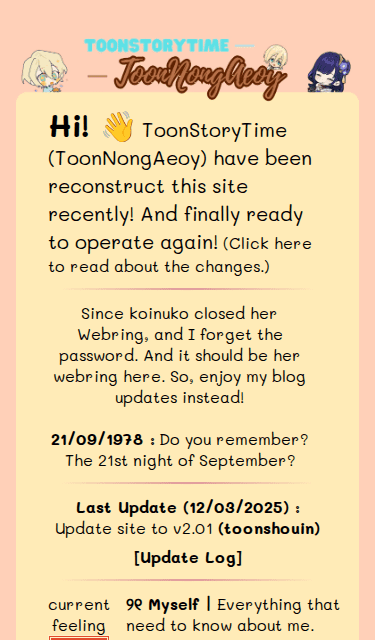 TOONSTORYTIME —
— ToonNongAeoy
Hi! 👋 ToonStoryTime
(ToonNongAeoy) have been
reconstruct this site
recently! And finally ready
to operate again! (Click here
to read about the changes.)
Since koinuko closed her
Webring, and I forget the
password. And it should be her
webring here. So, enjoy my blog
updates instead!
21/09/1978 : Do you remember?
The 21st night of September?
Last Update (12/03/2025) :
Update site to v2.01 (toonshouin)
[Update Log]
current
feeling
୨୧ Myself | Everything that
need to know about me.